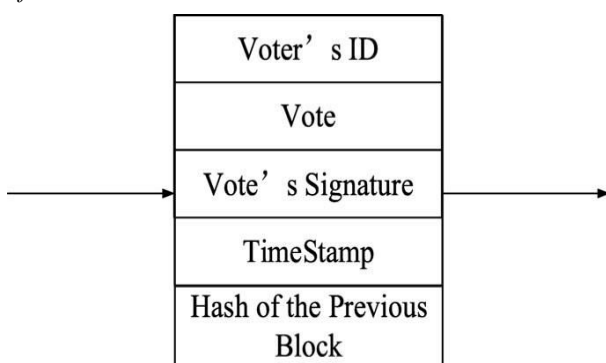 Voter’s ID
Vote
Vote’s Signature
TimeStamp
Hash of the Previous
Block